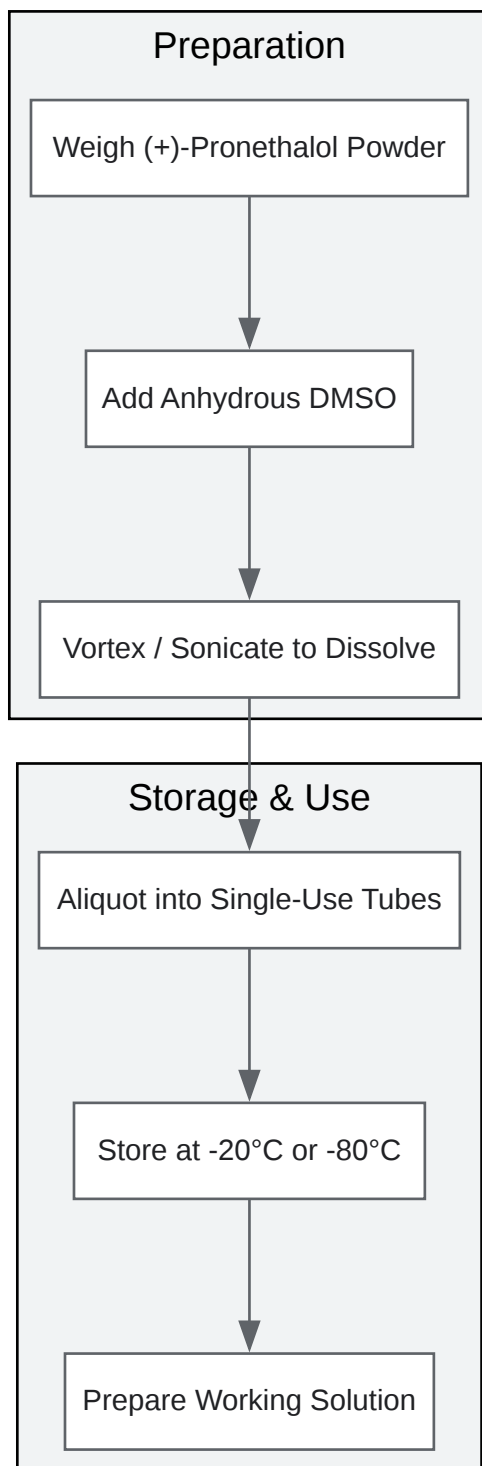 Preparation
Weigh (+)-Pronethalol Powder
Add Anhydrous DMSO
Vortex / Sonicate to Dissolve
Storage & Use
Aliquot into Single-Use Tubes
Store at -20°C or -80°C
Prepare Working Solution